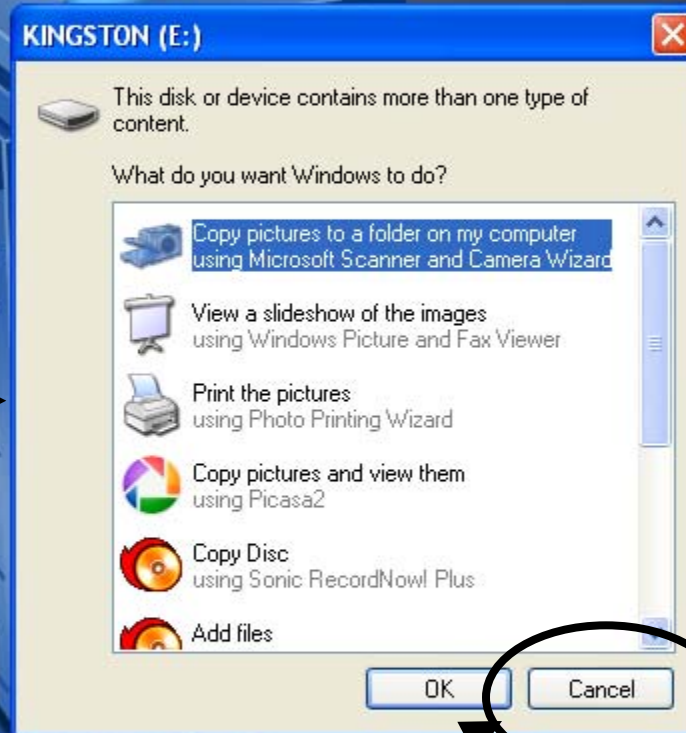 KINGSTON (E:)
This disk or device contains more than one type of
content.
What do you want Windows to do?
Copy pictures to a folder on my computer
using Microsoft Scanner and Camera Wizard
View a slideshow of the images
using Windows Picture and Fax Viewer
Print the pictures
using Photo Printing Wizard
Copy pictures and view them
using Picasa2
Copy Disc
using Sonic RecordNow! Plus
Add files
OK
Cancel